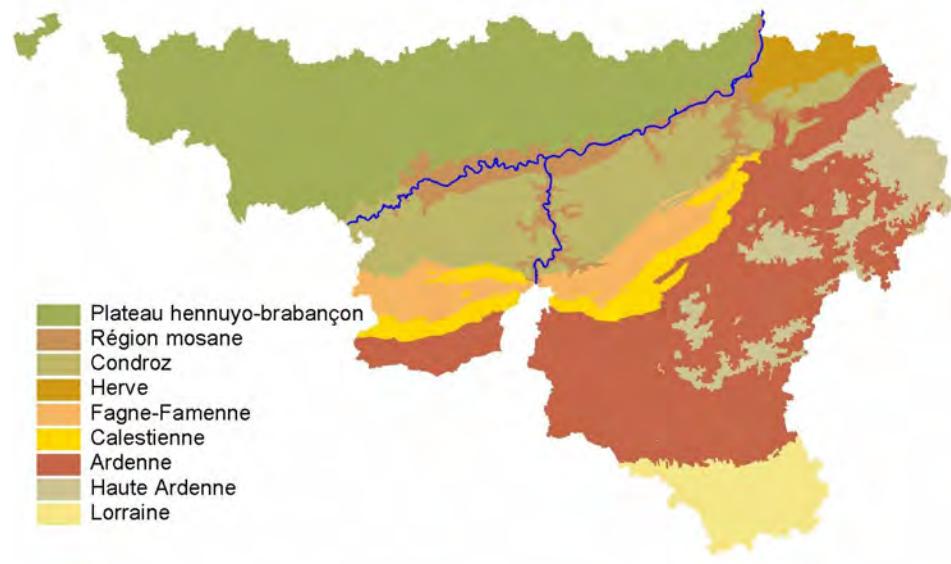 Plateau hennuyo-brabançon
Région mosane
Condroz
Herve
Fagne-Famenne
Calestienne
Ardenne
Haute Ardenne
Lorraine